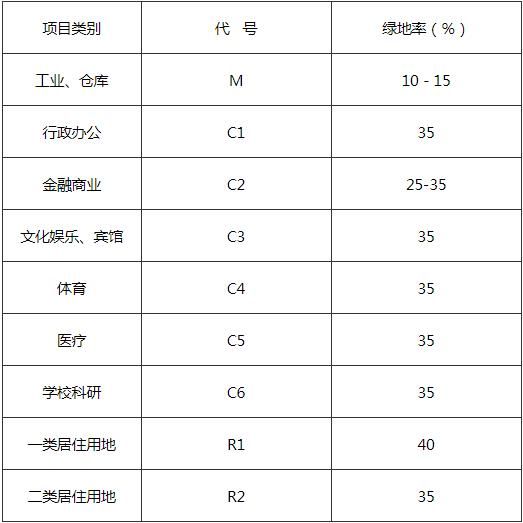 项目类别 代 号 绿地率（%）
工业、仓库 M 10－15
行政办公 C1 35
金融商业 C2 25-35
文化娱乐、宾馆 C3 35
体育 C4 35
医疗 C5 35
学校科研 C6 35
一类居住用地 R1 40
二类居住用地 R2 35